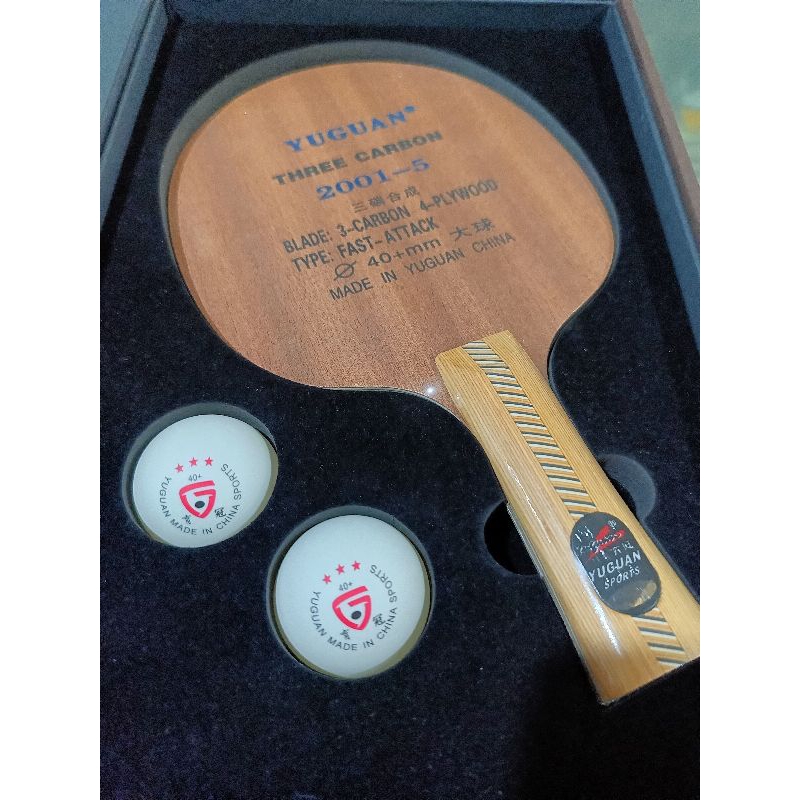 YUGUAN®
THREE CARBON
2001-5
三碳合成
BLADE: 3-CARBON 4-PLYWOOD
TYPE: FAST-ATTACK
Ø 40+mm 大球
MADE IN YUGUAN CHINA
40+
YUGUAN MADE IN CHINA SPORTS
冠
40+
YUGUAN MADE IN CHINA SPORTS
冠
YUGUAN
SPORTS